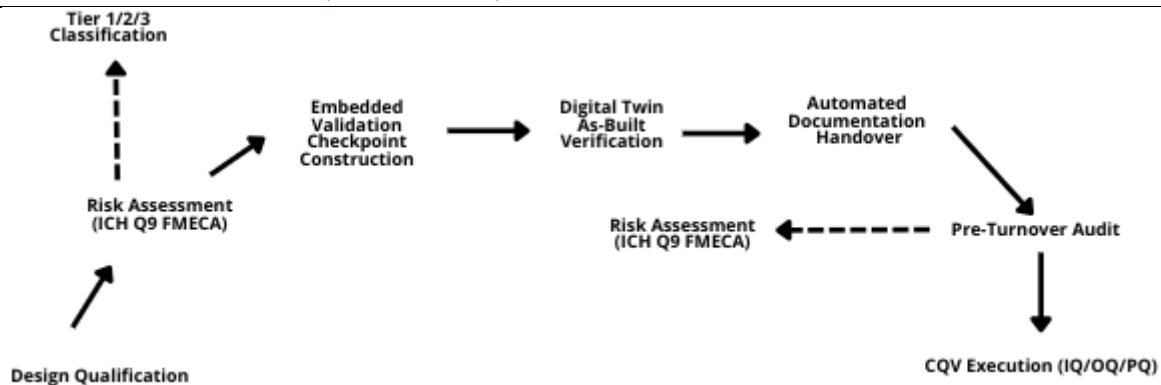 Tier 1/2/3
Classification
Embedded
Validation
Checkpoint
Construction
Digital Twin
As-Built
Verification
Automated
Documentation
Handover
Risk Assessment
(ICH Q9 FMECA)
Risk Assessment
(ICH Q9 FMECA)
Pre-Turnover Audit
Design Qualification
CQV Execution (IQ/OQ/PQ)